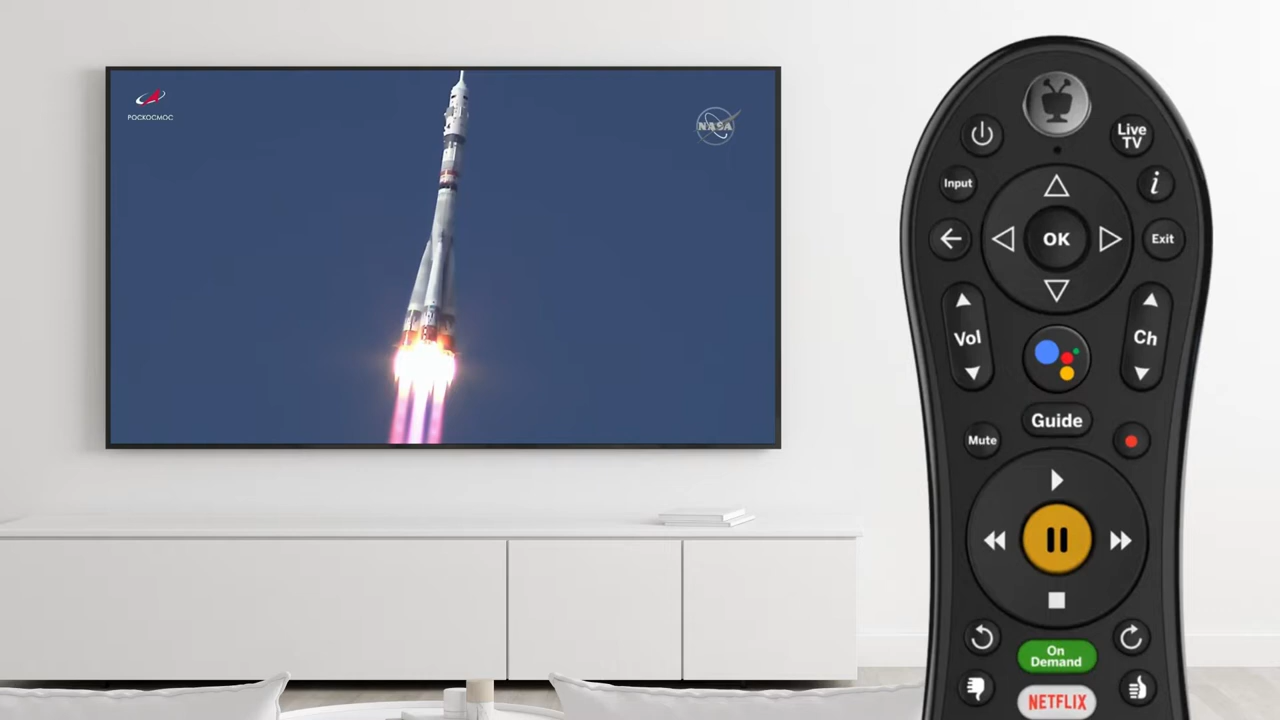 РОСКОСМОС
NASA
Live
TV
Input
i
OK
Exit
Vol
Ch
Guide
Mute
On
Demand
NETFLIX